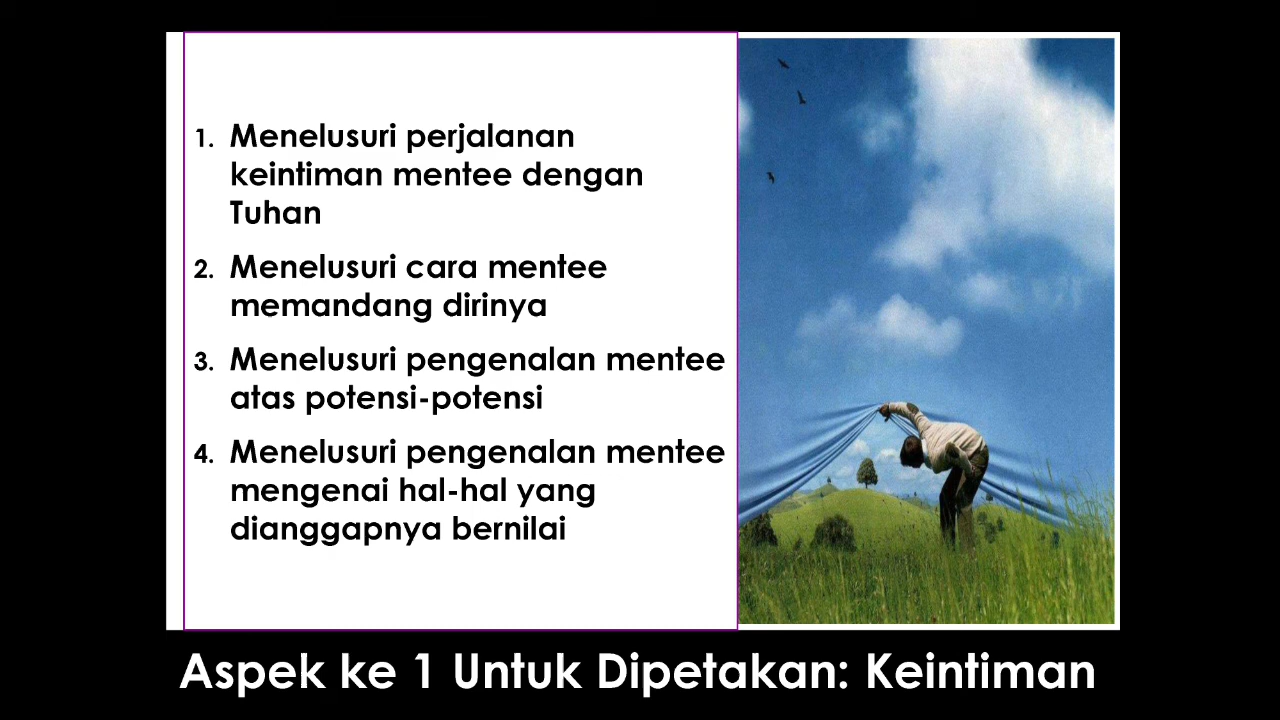 1. Menelusuri perjalanan
keintiman mentee dengan
Tuhan
2. Menelusuri cara mentee
memandang dirinya
3. Menelusuri pengenalan mentee
atas potensi-potensi
4. Menelusuri pengenalan mentee
mengenai hal-hal yang
dianggapnya bernilai
Aspek ke 1 Untuk Dipetakan: Keintiman